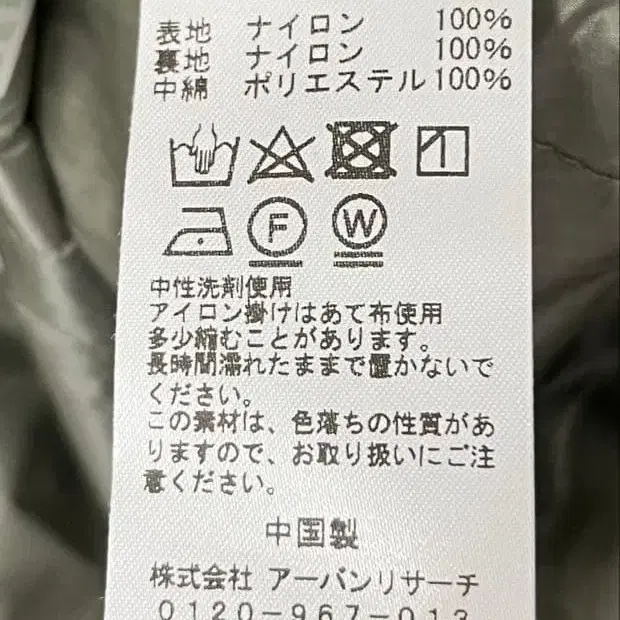 表地 ナイロン 100%
裏地 ナイロン 100%
中綿 ポリエステル 100%
F W
中性洗剤使用
アイロン掛けはあて布使用
多少縮むことがあります。
長時間濡れたままで置かないで
ください。
この素材は、色落ちの性質があ
りますので、お取り扱いにご注
意ください。
中国製
株式会社 アーバンリサーチ
0120-967-013